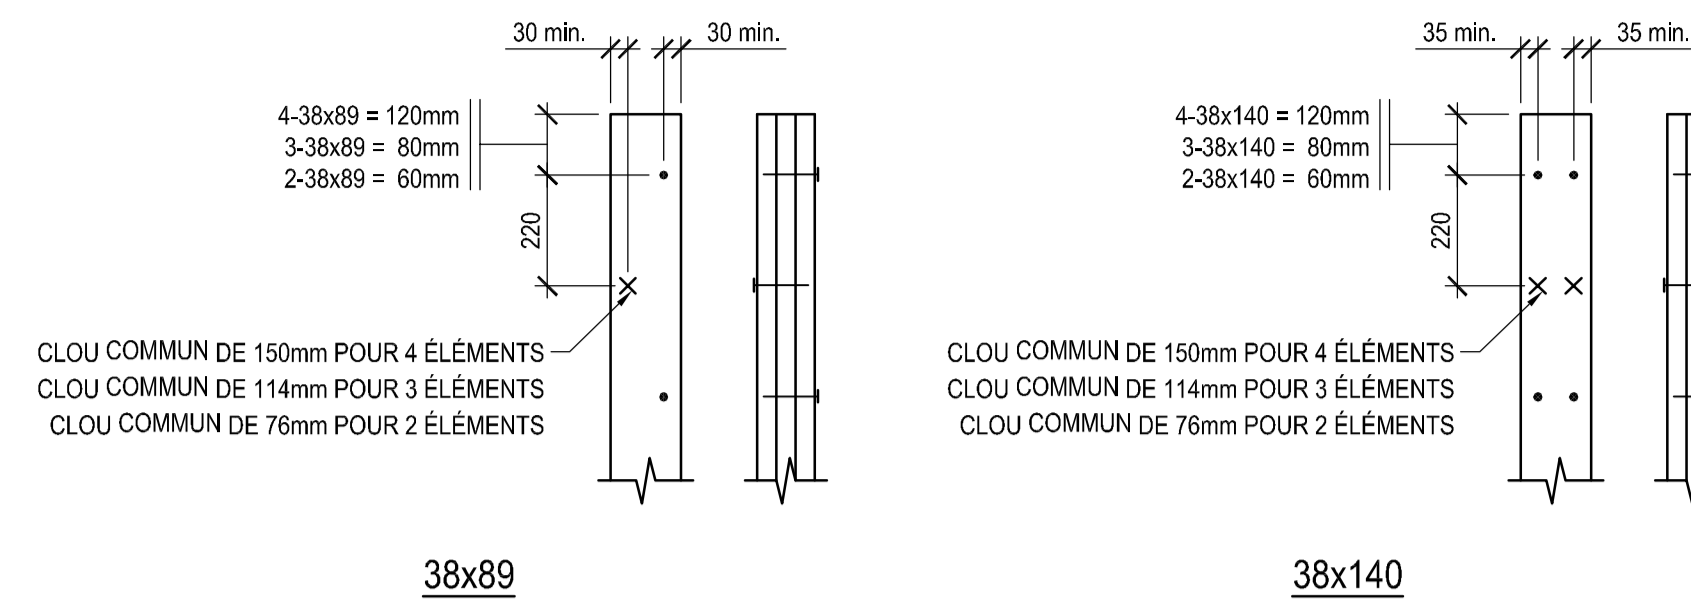 30 min.
30 min.
4-38x89 = 120mm
3-38x89 = 80mm
2-38x89 = 60mm
220
CLOU COMMUN DE 150mm POUR 4 ÉLÉMENTS
CLOU COMMUN DE 114mm POUR 3 ÉLÉMENTS
CLOU COMMUN DE 76mm POUR 2 ÉLÉMENTS
38x89
35 min.
35 min.
4-38x140 = 120mm
3-38x140 = 80mm
2-38x140 = 60mm
220
CLOU COMMUN DE 150mm POUR 4 ÉLÉMENTS
CLOU COMMUN DE 114mm POUR 3 ÉLÉMENTS
CLOU COMMUN DE 76mm POUR 2 ÉLÉMENTS
38x140